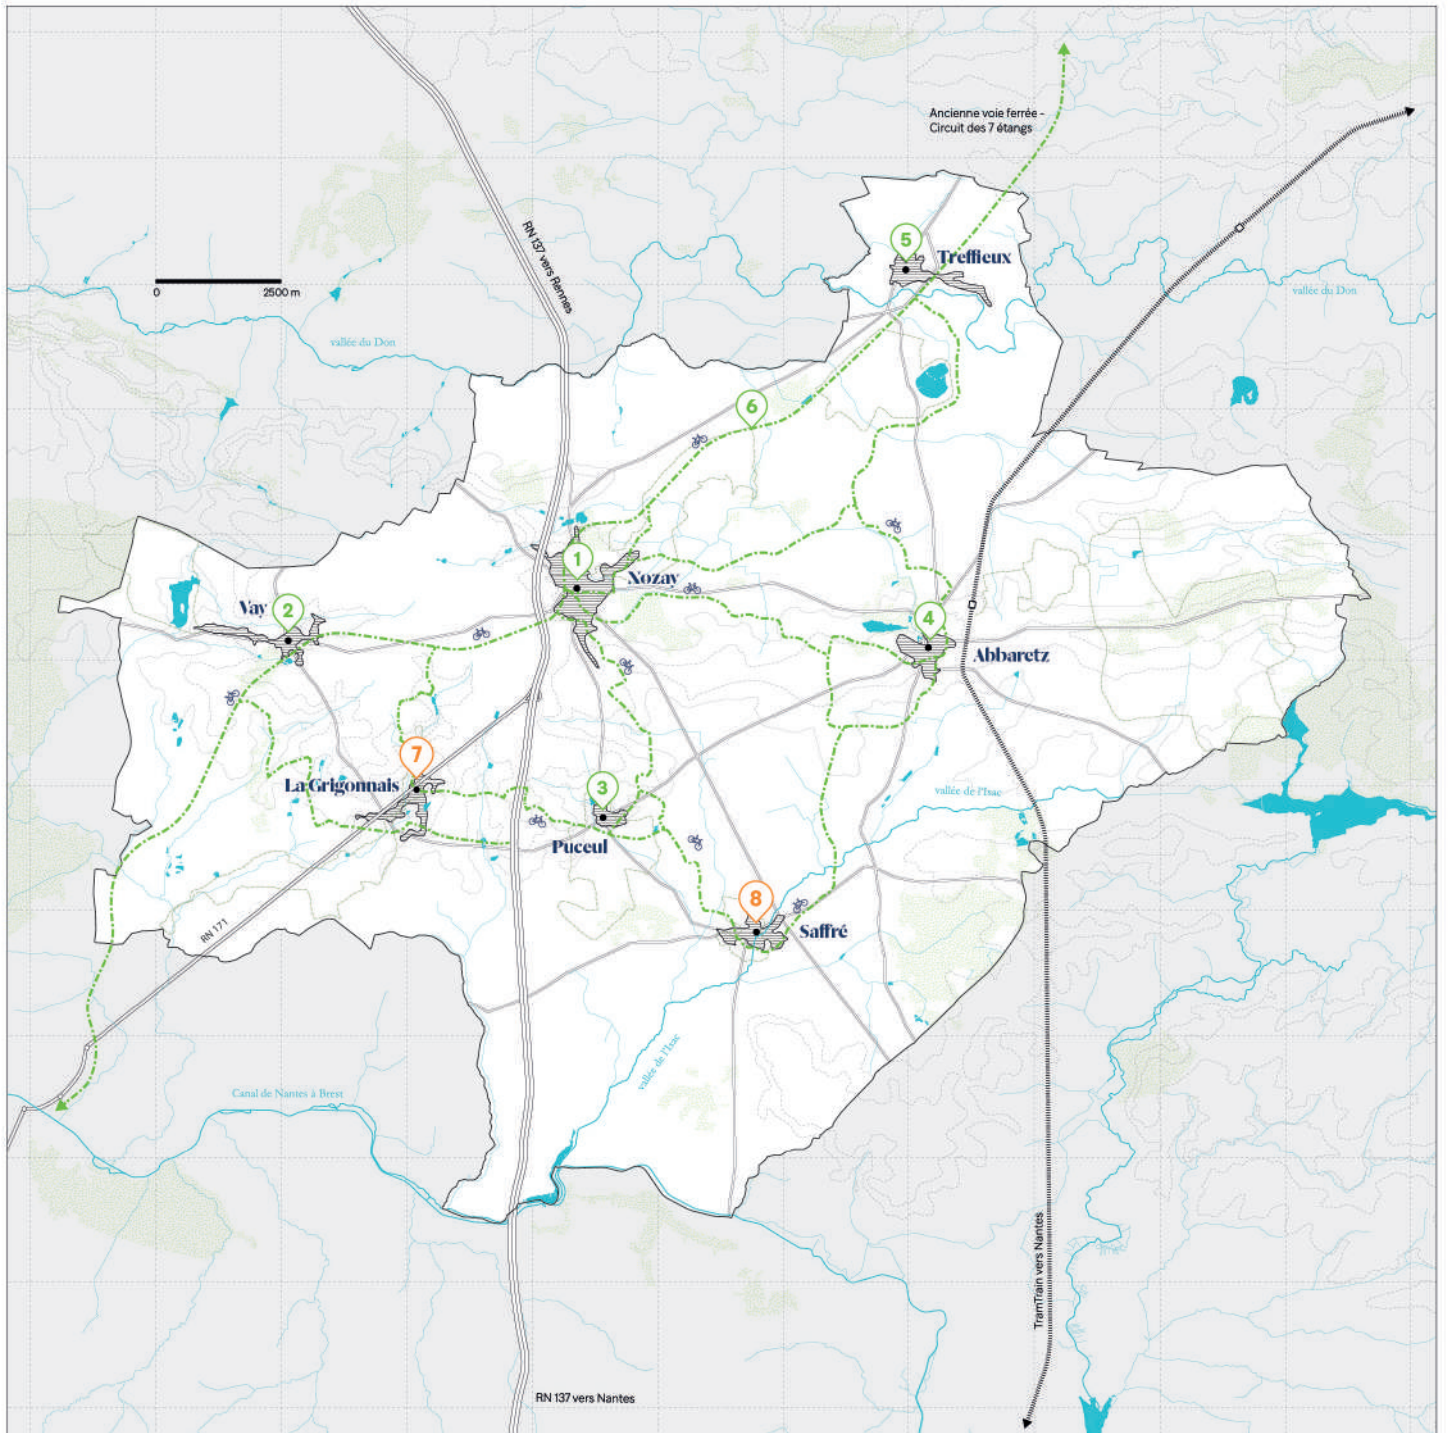 Ancienne voie ferrée -
Circuit des 7 étangs
RN 137 vers Rennes
5
Treffieux
0
2500 m
vallée du Don
vallée du Don
6
1
Nozay
Vay
2
4
Abbaretz
7
La Grigonnais
3
Puceul
vallée de l'Isac
8
Saffré
RN 171
vallée de l'Isac
Canal de Nantes à Brest
TramTrain vers Nantes
RN 137 vers Nantes